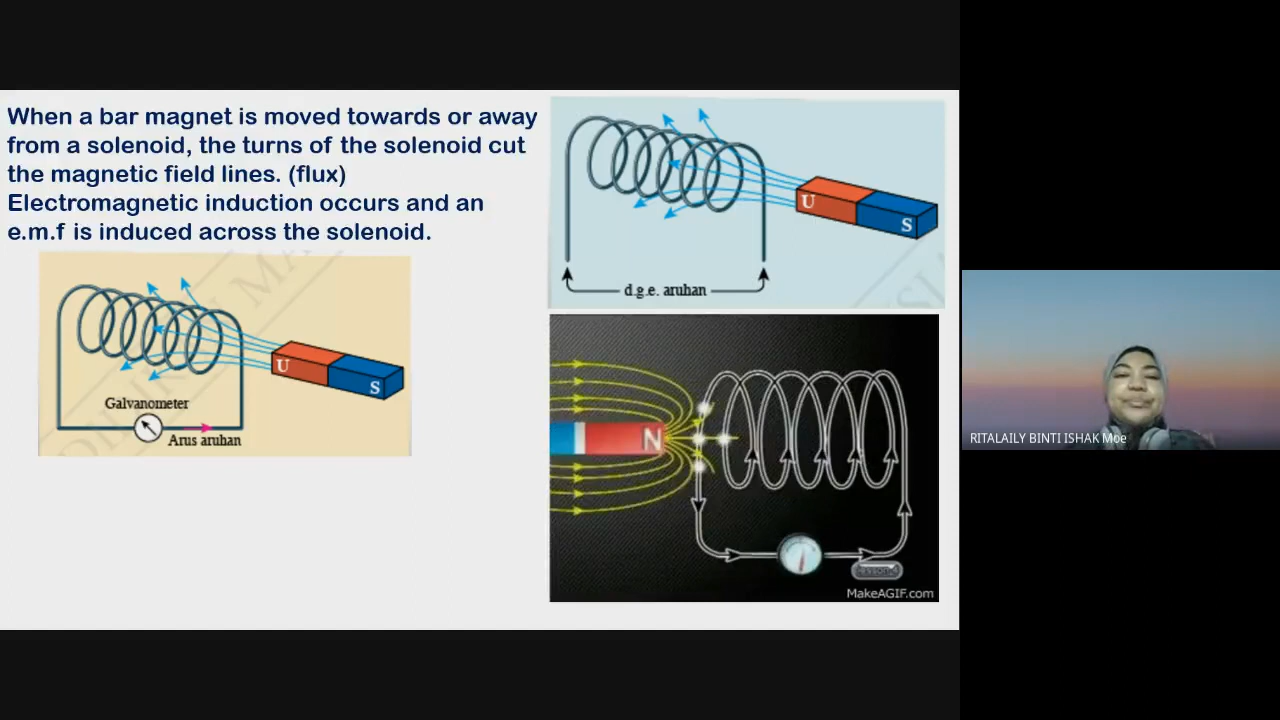 When a bar magnet is moved towards or away
from a solenoid, the turns of the solenoid cut
the magnetic field lines. (flux)
Electromagnetic induction occurs and an
e.m.f is induced across the solenoid.
U
S
d.g.e. aruhan
U
S
Galvanometer
Arus aruhan
N
MakeAGIF.com
RITALAILY BINTI ISHAK Moe